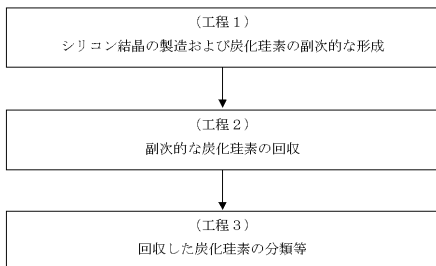 (工程1)
シリコン結晶の製造および炭化珪素の副次的な形成
(工程2)
副次的な炭化珪素の回収
(工程3)
回収した炭化珪素の分類等